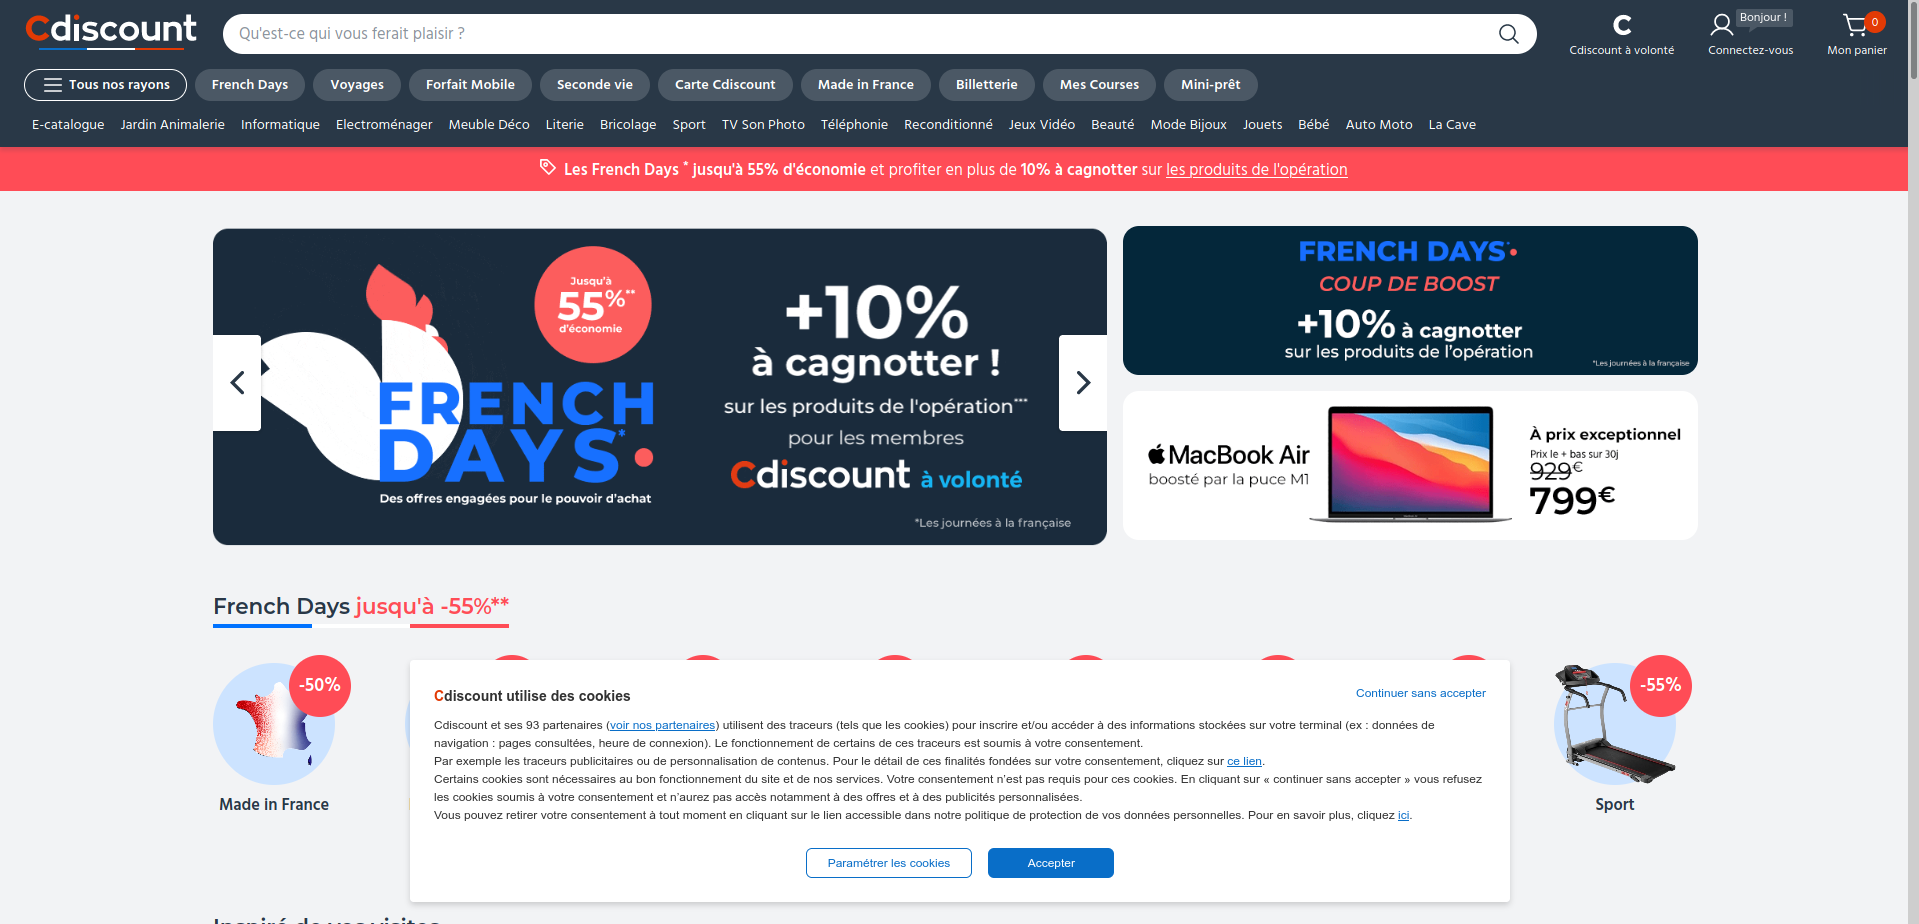 Cdiscount
Qu'est-ce qui vous ferait plaisir ?
Cdiscount à volonté
Bonjour !
Connectez-vous
0
Mon panier
Tous nos rayons
French Days
Voyages
Forfait Mobile
Seconde vie
Carte Cdiscount
Made in France
Billetterie
Mes Courses
Mini-prêt
E-catalogue
Jardin Animalerie
Informatique
Electroménager
Meuble Déco
Literie
Bricolage
Sport
TV Son Photo
Téléphonie
Reconditionné
Jeux Vidéo
Beauté
Mode Bijoux
Jouets
Bébé
Auto Moto
La Cave
Les French Days * jusqu'à 55% d'économie et profiter en plus de 10% à cagnotter sur les produits de l'opération
Jusqu'à
55%**
d'économie
FRENCH
DAYS*
Des offres engagées pour le pouvoir d'achat
+10%
à cagnotter !
sur les produits de l'opération***
pour les membres
Cdiscount à volonté
*Les journées à la française
FRENCH DAYS*
COUP DE BOOST
+10% à cagnotter
sur les produits de l'opération
*Les journées à la française
MacBook Air
boosté par la puce M1
À prix exceptionnel
Prix le + bas sur 30j
929€
799€
French Days jusqu'à -55%**
-50%
Made in France
-55%
Sport
Cdiscount utilise des cookies
Continuer sans accepter
Cdiscount et ses 93 partenaires (voir nos partenaires) utilisent des traceurs (tels que les cookies) pour inscrire et/ou accéder à des informations stockées sur votre terminal (ex : données de
navigation : pages consultées, heure de connexion). Le fonctionnement de certains de ces traceurs est soumis à votre consentement.
Par exemple les traceurs publicitaires ou de personnalisation de contenus. Pour le détail de ces finalités fondées sur votre consentement, cliquez sur ce lien.
Certains cookies sont nécessaires au bon fonctionnement du site et de nos services. Votre consentement n'est pas requis pour ces cookies. En cliquant sur « continuer sans accepter » vous refusez
les cookies soumis à votre consentement et n'aurez pas accès notamment à des offres et à des publicités personnalisées.
Vous pouvez retirer votre consentement à tout moment en cliquant sur le lien accessible dans notre politique de protection de vos données personnelles. Pour en savoir plus, cliquez ici.
Paramétrer les cookies
Accepter
Inspiré de vos visites